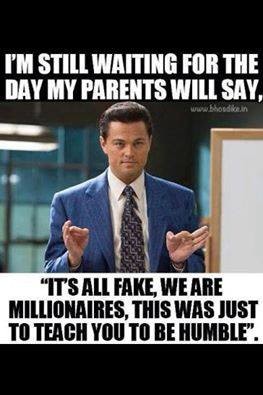 I'M STILL WAITING FOR THE
DAY MY PARENTS WILL SAY,
www.bhosdike.in
"IT'S ALL FAKE, WE ARE
MILLIONAIRES, THIS WAS JUST
TO TEACH YOU TO BE HUMBLE".